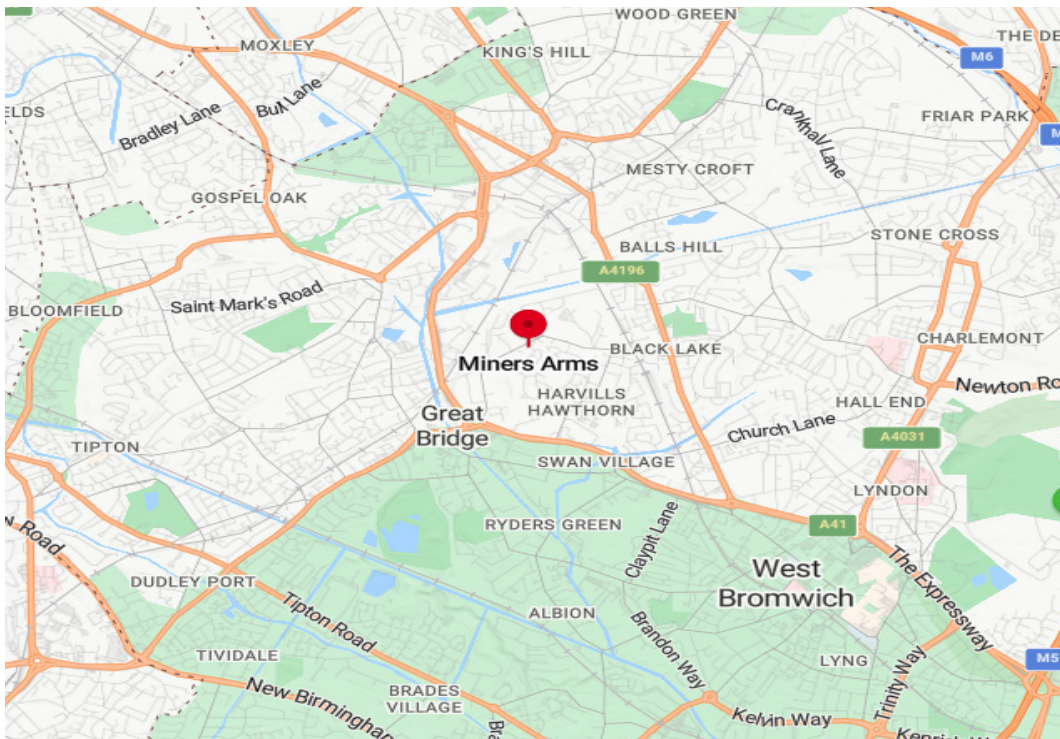 WOOD GREEN
MOXLEY
KING'S HILL
THE DE
M6
ELDS
Bradley Lane
Bull Lane
Crankhall Lane
FRIAR PARK
M
MESTY CROFT
GOSPEL OAK
STONE CROSS
BALLS HILL
A4196
Saint Mark's Road
BLOOMFIELD
CHARLEMONT
BLACK LAKE
Miners Arms
Newton Ro
HARVILLS
HAWTHORN
HALL END
Great
Bridge
Church Lane
A4031
TIPTON
SWAN VILLAGE
LYNDON
RYDERS GREEN
A41
Claypit Lane
Road
The Expressway
West
Bromwich
DUDLEY PORT
Tipton Road
ALBION
Brandon Way
TIVIDALE
LYNG
M5
New Birmingham
BRADES
VILLAGE
Trinity Way
Bra
Kelvin Way
Kenrick W